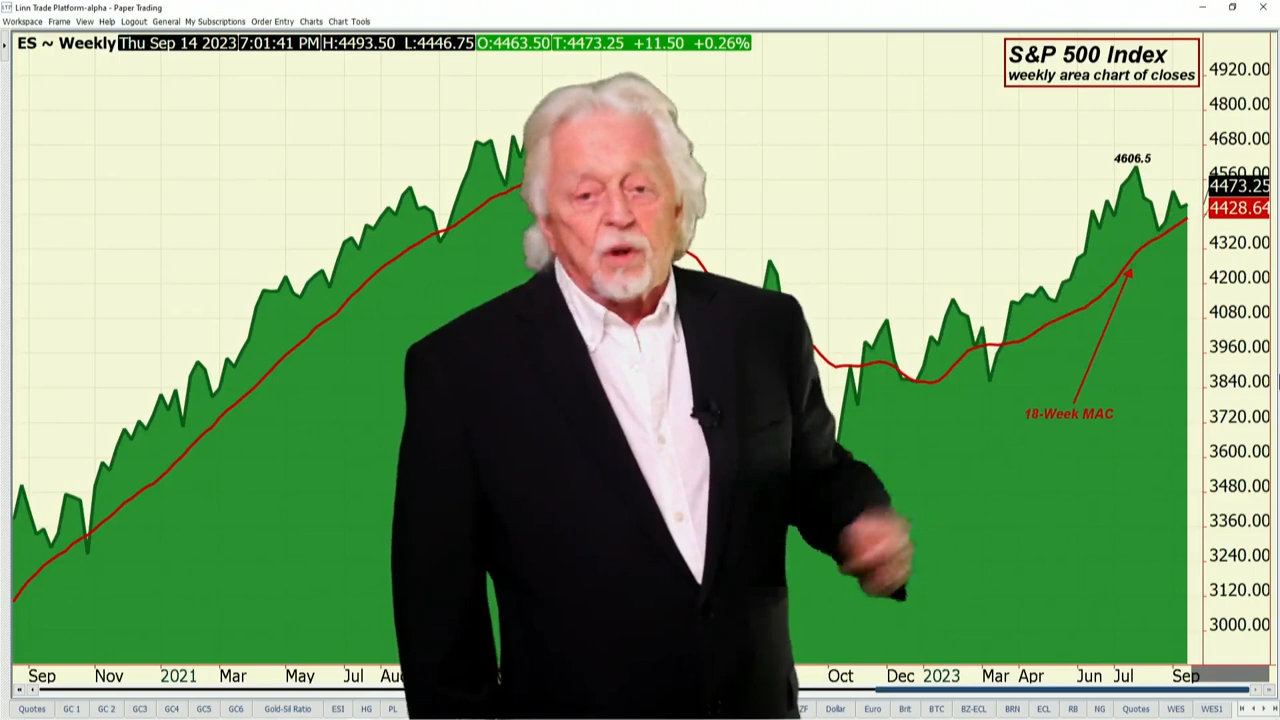 Linn Trade Platform-alpha - Paper Trading
Workspace Frame View Help Logout General My Subscriptions Order Entry Charts Chart Tools
ES ~ Weekly Thu Sep 14 2023 7:01:41 PM H:4493.50 L:4446.75 O:4463.50 T:4473.25 +11.50 +0.26%
S&P 500 Index
weekly area chart of closes
4920.00
4800.00
4680.00
4606.5
4560.00
4473.25
4428.64
4320.00
4200.00
4080.00
3960.00
3840.00
18-Week MAC
3720.00
3600.00
3480.00
3360.00
3240.00
3120.00
3000.00
Sep Nov 2021 Mar May Jul Oct Dec 2023 Mar Apr Jun Jul Sep
Quotes GC 1 GC 2 GC3 GC4 GC5 GC6 Gold-Sil Ratio ESI HG PL Dollar Euro Brit BTC BZ-ECL BRN ECL RB NG Quotes WES WES1